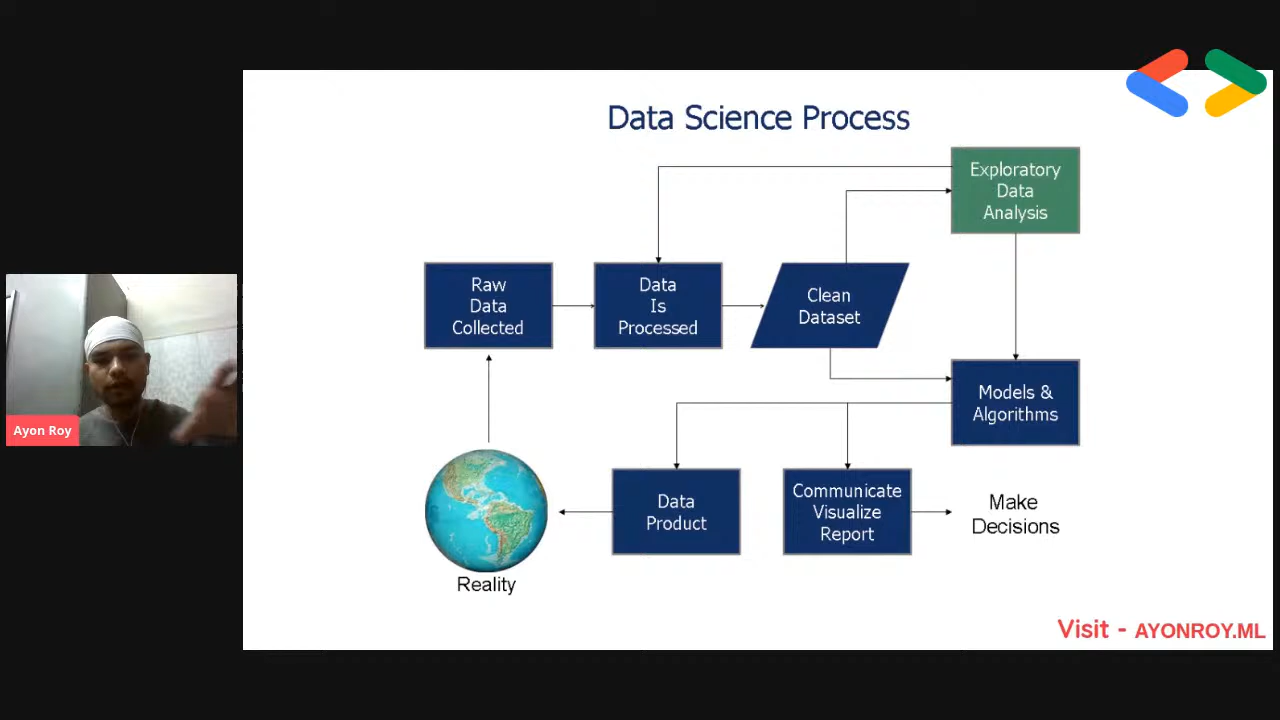 Data Science Process
Exploratory
Data
Analysis
Raw
Data
Collected
Data
Is
Processed
Clean
Dataset
Models &
Algorithms
Data
Product
Communicate
Visualize
Report
Make
Decisions
Reality
Ayon Roy
Visit - AYONROY.ML